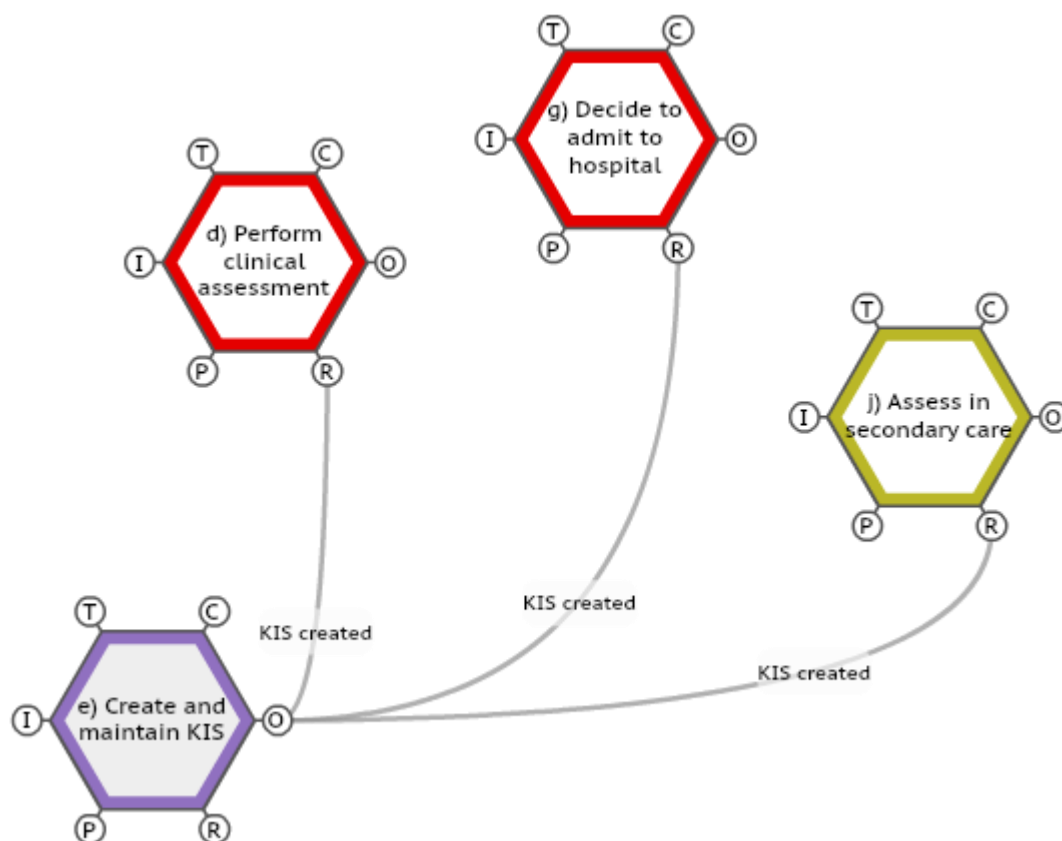 T
C
g) Decide to
admit to
hospital
I
O
P
R
T
C
d) Perform
clinical
assessment
I
O
P
R
T
C
j) Assess in
secondary care
I
O
P
R
KIS created
KIS created
KIS created
T
C
e) Create and
maintain KIS
I
O
P
R